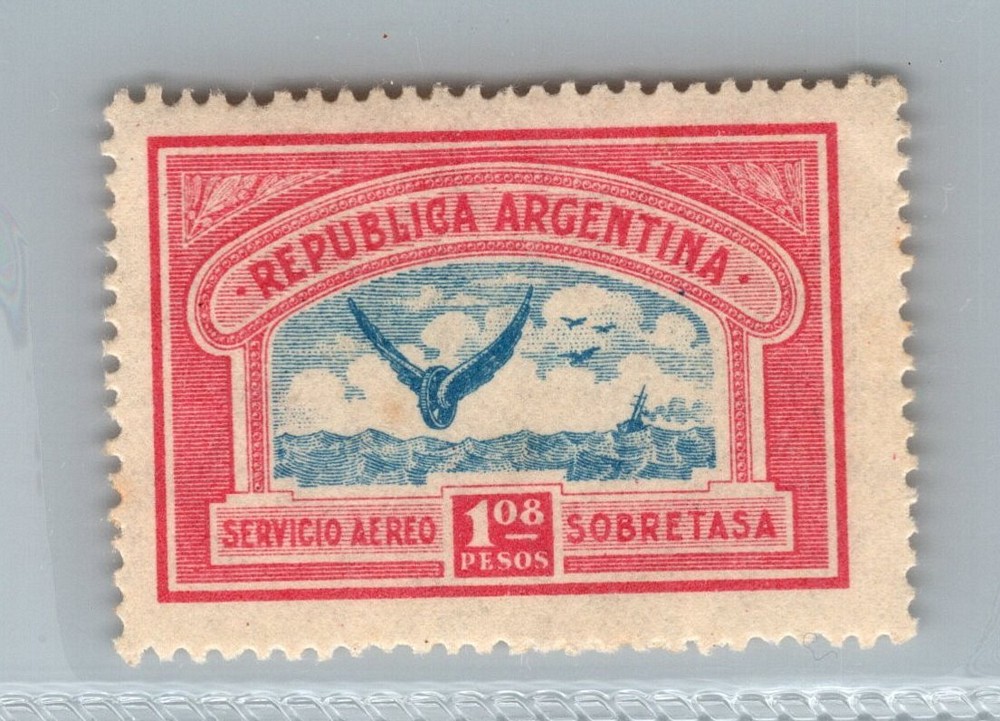 · REPUBLICA ARGENTINA ·
SERVICIO AEREO
1.08
PESOS
SOBRETASA